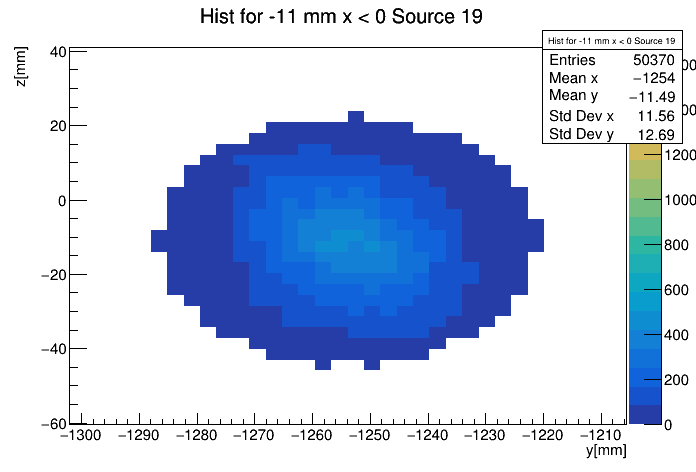 Hist for -11 mm x < 0 Source 19
z[mm]
Hist for -11 mm x < 0 Source 19
Entries 50370
Mean x −1254
Mean y −11.49
Std Dev x 11.56
Std Dev y 12.69
40
20
0
−20
−40
−60
−1300 −1290 −1280 −1270 −1260 −1250 −1240 −1230 −1220 −1210
y[mm]
1200
1000
800
600
400
200
0